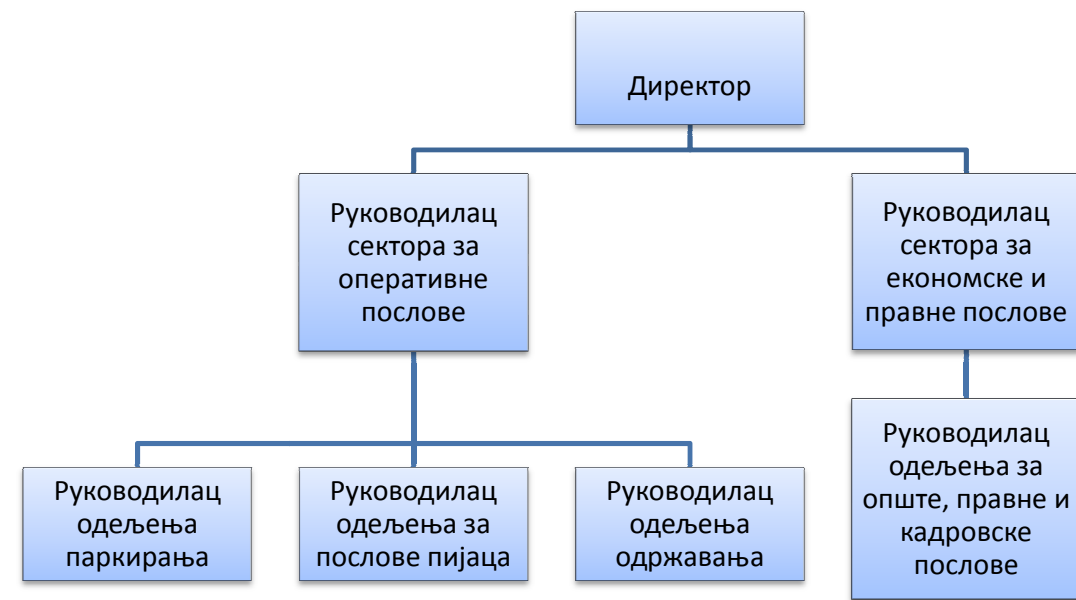 Директор
Руководилац
сектора за
оперативне
послове
Руководилац
сектора за
економске и
правне послове
Руководилац
одељења
паркирања
Руководилац
одељења за
послове пијаца
Руководилац
одељења
одржавања
Руководилац
одељења за
опште, правне и
кадровске
послове